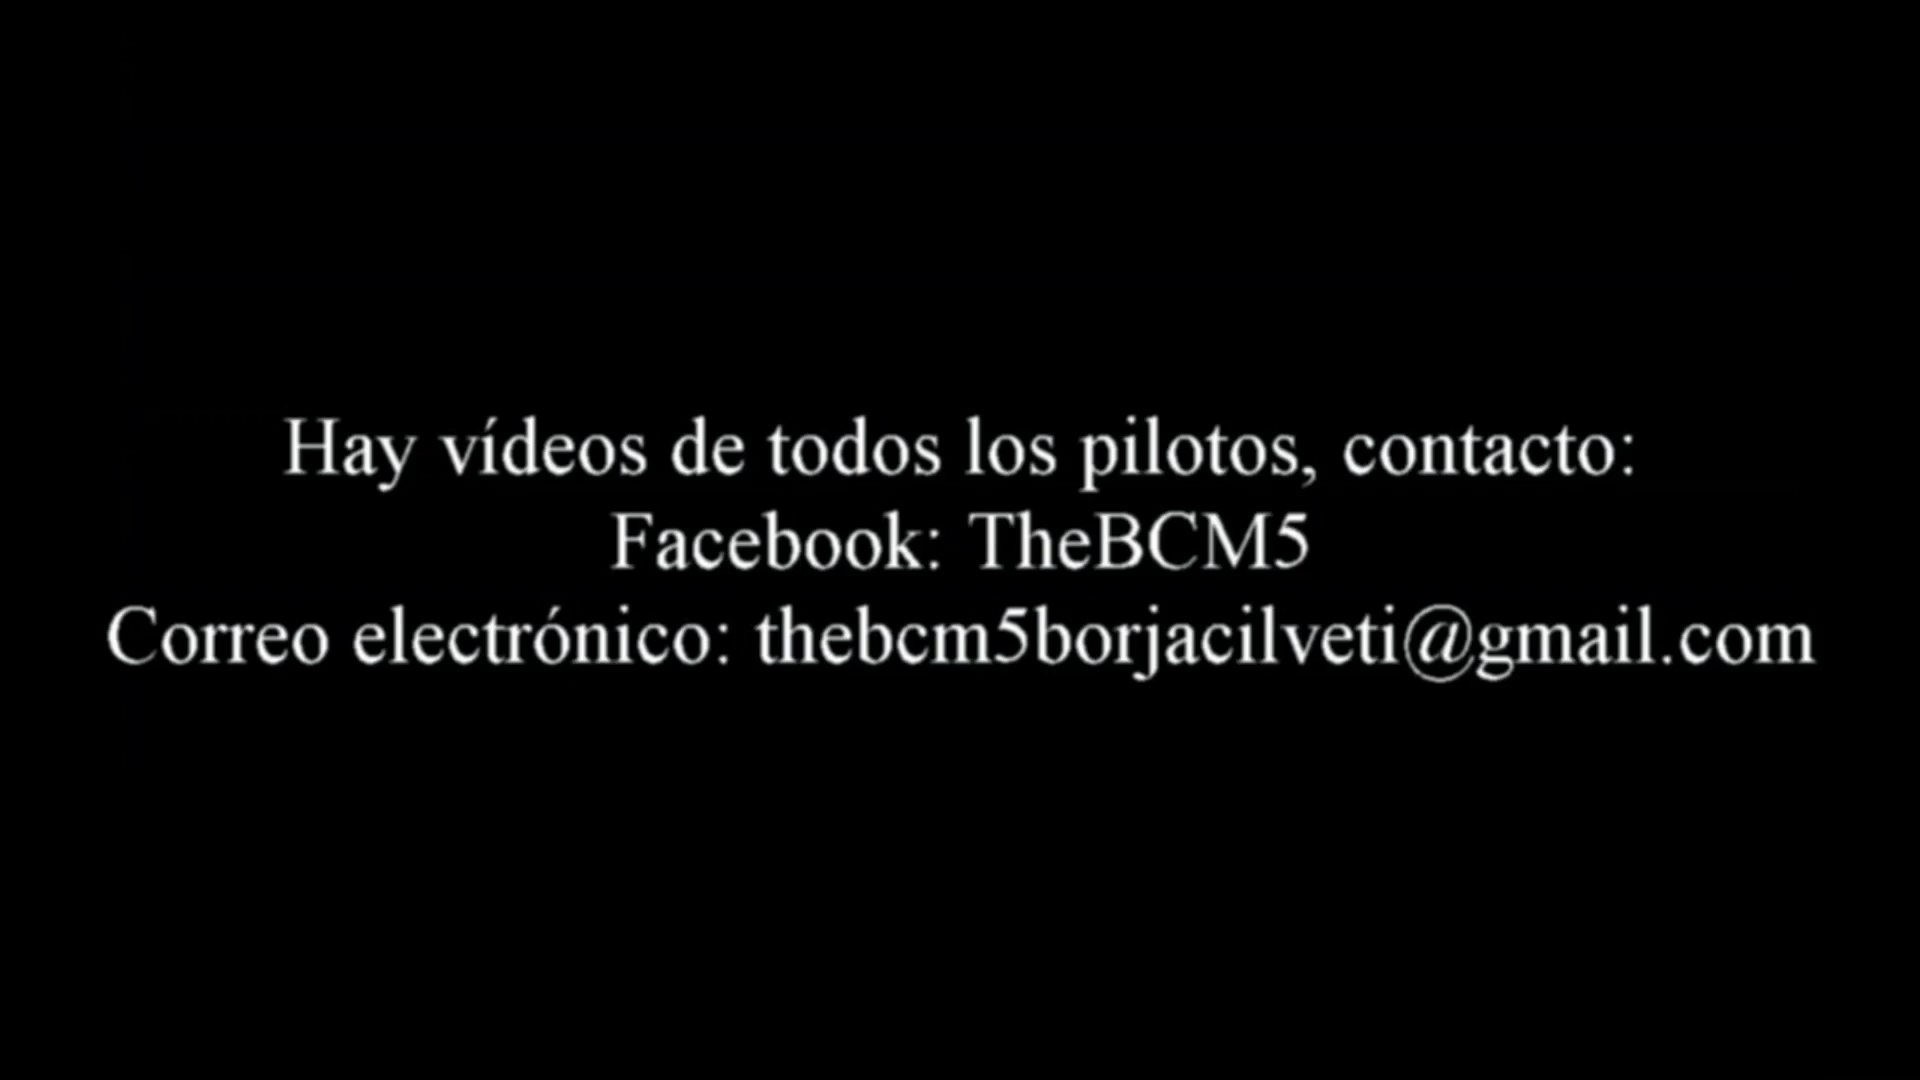 Hay vídeos de todos los pilotos, contacto:
Facebook: TheBCM5
Correo electrónico: thebcm5borjacilveti@gmail.com